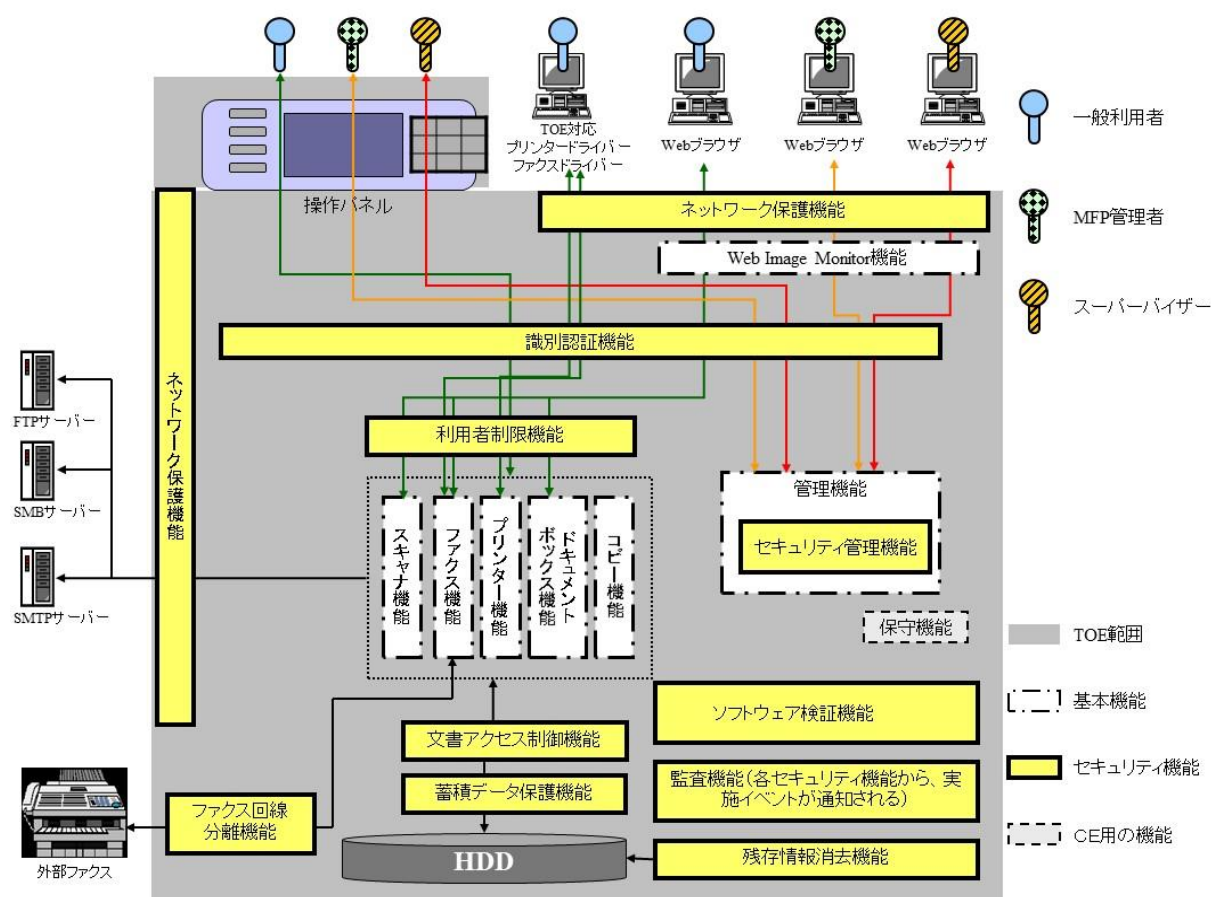 TOE対応
プリンタードライバー
ファクスドライバー
Webブラウザ
Webブラウザ
Webブラウザ
一般利用者
MFP管理者
スーパーバイザー
操作パネル
ネットワーク保護機能
Web Image Monitor機能
識別認証機能
ネットワーク保護機能
FTPサーバー
SMBサーバー
SMTPサーバー
利用者制限機能
スキャナ機能
ファクス機能
プリンター機能
ドキュメント
ボックス機能
コピー機能
管理機能
セキュリティ管理機能
保守機能
文書アクセス制御機能
蓄積データ保護機能
HDD
ソフトウェア検証機能
監査機能(各セキュリティ機能から、実
施イベントが通知される)
残存情報消去機能
ファクス回線
分離機能
外部ファクス
TOE範囲
基本機能
セキュリティ機能
CE用の機能